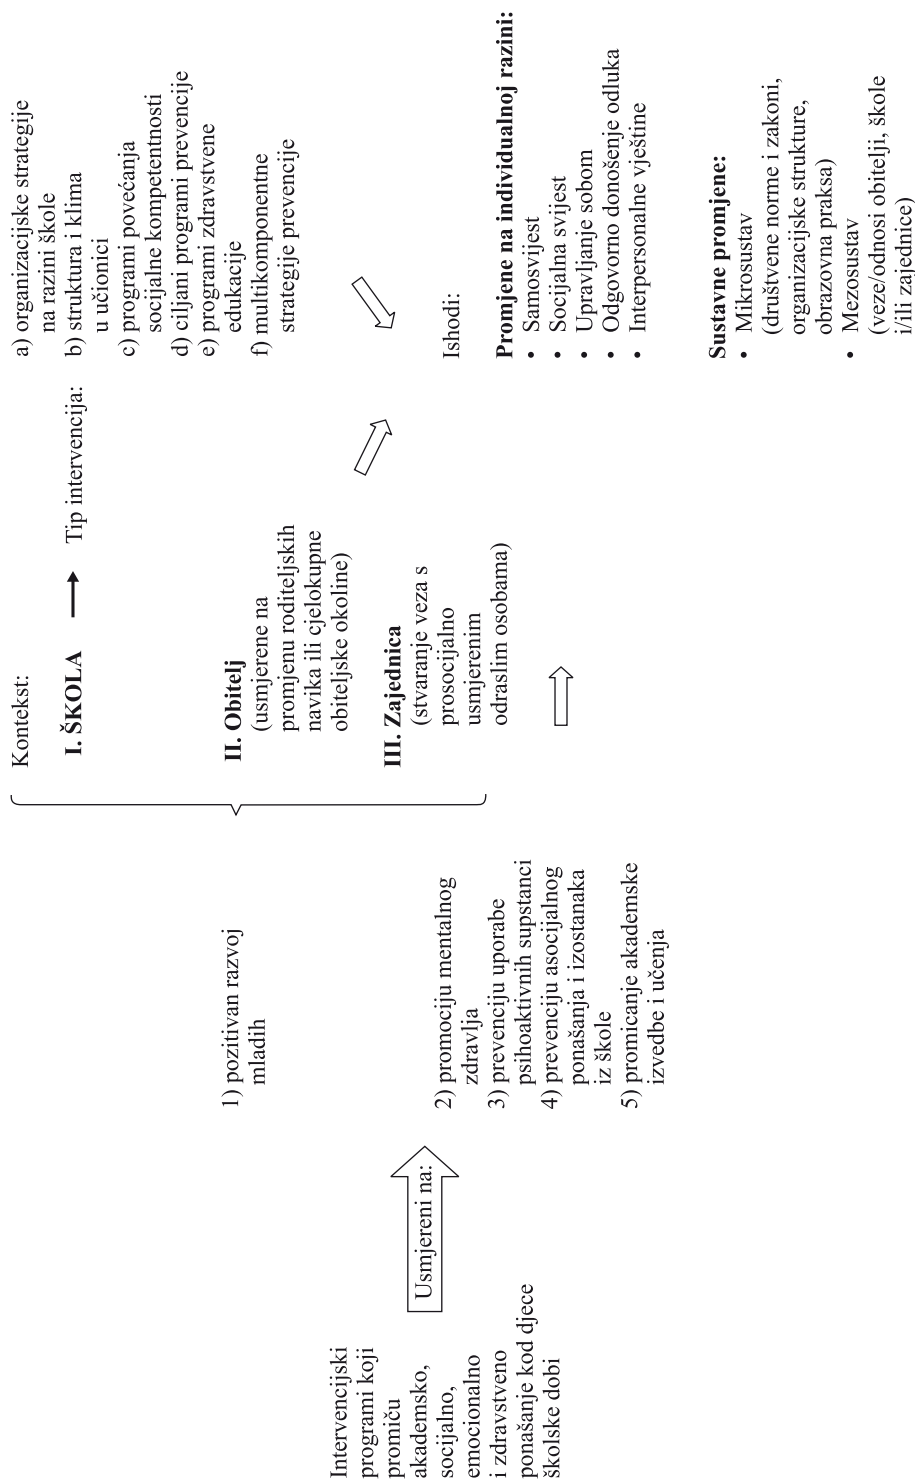 Intervencijski
programi koji
promiču
akademsko,
socijalno,
emocionalno
i zdravstveno
ponašanje kod djece
školske dobi
Usmjereni na:
1) pozitivan razvoj
mladih
2) promociju mentalnog
zdravlja
3) prevenciju uporabe
psihoaktivnih supstanci
4) prevenciju asocijalnog
ponašanja i izostanaka
iz škole
5) promicanje akademske
izvedbe i učenja
Kontekst:
I. ŠKOLA
Tip intervencija:
a) organizacijske strategije
na razini škole
b) struktura i klima
u učionici
c) programi povećanja
socijalne kompetentnosti
d) ciljani programi prevencije
e) programi zdravstvene
edukacije
f) multikomponentne
strategije prevencije
II. Obitelj
(usmjerene na
promjenu roditeljskih
navika ili cjelokupne
obiteljske okoline)
III. Zajednica
(stvaranje veza s
prosocijalno
usmjerenim
odraslim osobama)
Ishodi:
Promjene na individualnoj razini:
• Samosvijest
• Socijalna svijest
• Upravljanje sobom
• Odgovorno donošenje odluka
• Interpersonalne vještine
Sustavne promjene:
• Mikrosustav
(društvene norme i zakoni,
organizacijske strukture,
obrazovna praksa)
• Mezosustav
(veze/odnosi obitelji, škole
i/ili zajednice)